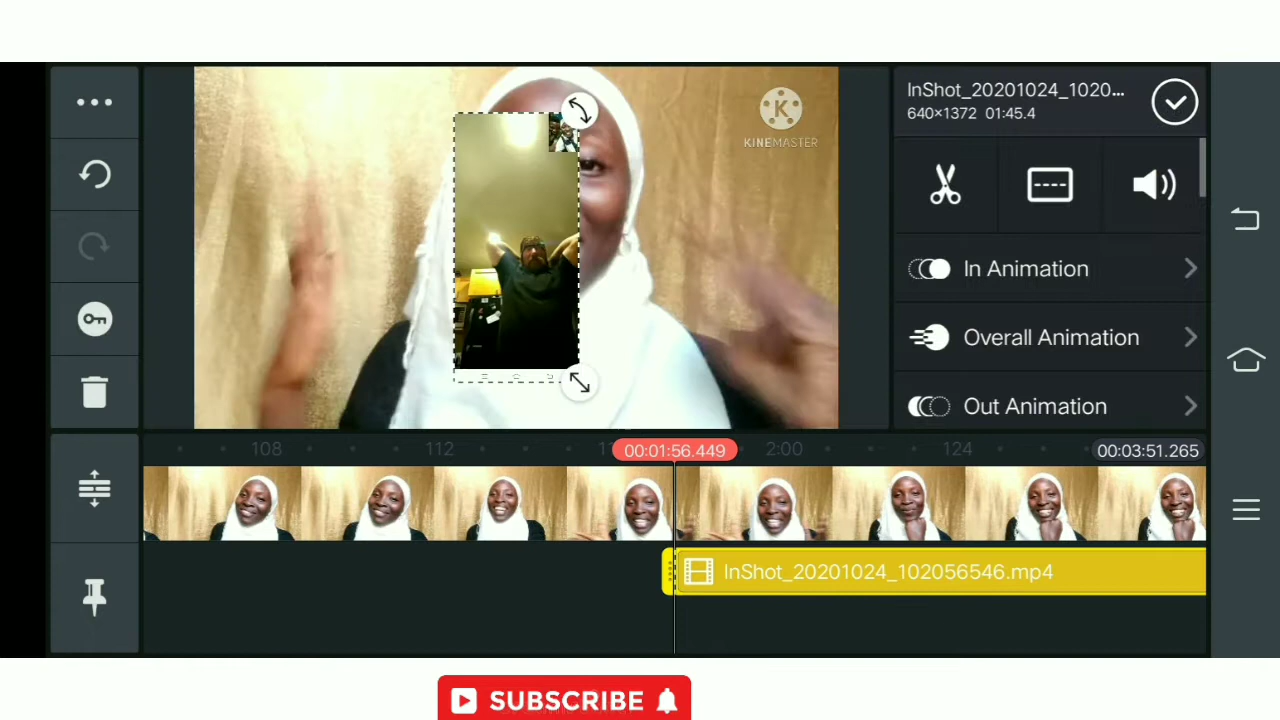 InShot_20201024_1020...
640×1372 01:45.4
KINEMASTER
In Animation
Overall Animation
Out Animation
108
112
00:01:56.449
2:00
124
00:03:51.265
InShot_20201024_102056546.mp4
SUBSCRIBE